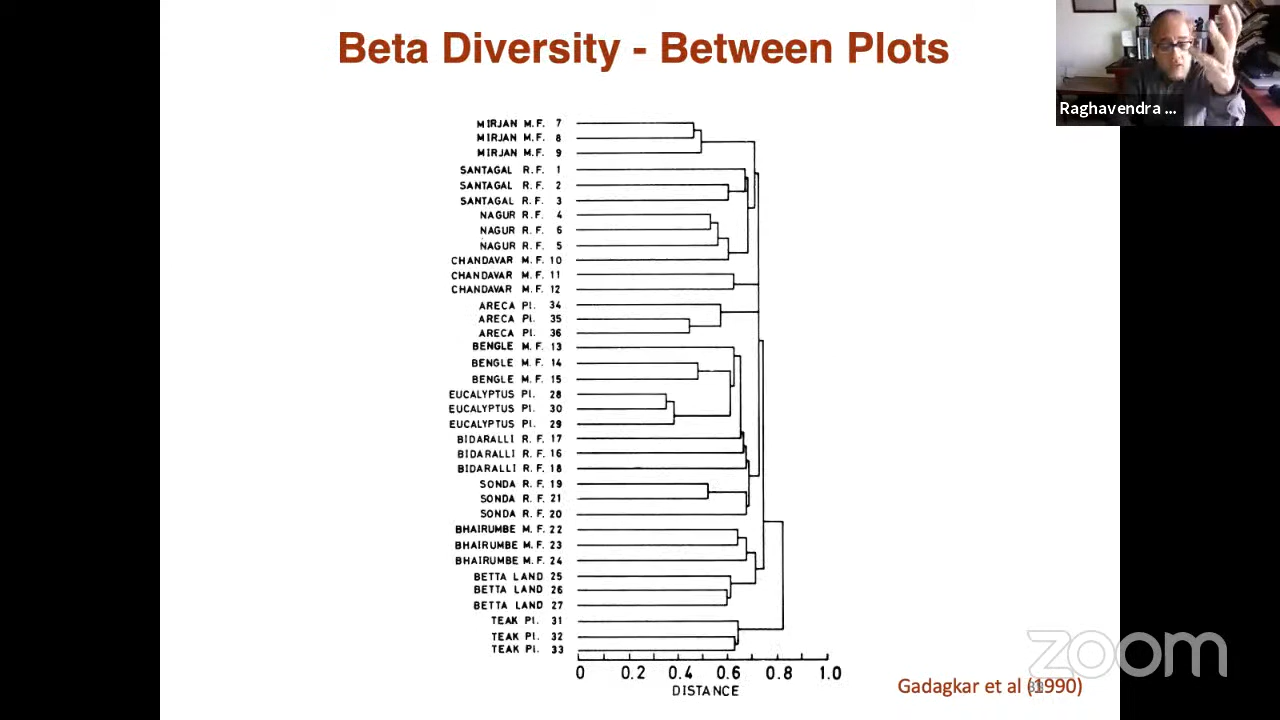 Beta Diversity - Between Plots
Raghavendra ...
MIRJAN M.F. 7
MIRJAN M.F. 8
MIRJAN M.F. 9
SANTAGAL R.F. 1
SANTAGAL R.F. 2
SANTAGAL R.F. 3
NAGUR R.F. 4
NAGUR R.F. 6
NAGUR R.F. 5
CHANDAVAR M.F. 10
CHANDAVAR M.F. 11
CHANDAVAR M.F. 12
ARECA Pl. 34
ARECA Pl. 35
ARECA Pl. 36
BENGLE M.F. 13
BENGLE M.F. 14
BENGLE M.F. 15
EUCALYPTUS Pl. 28
EUCALYPTUS Pl. 30
EUCALYPTUS Pl. 29
BIDARALLI R.F. 17
BIDARALLI R.F. 16
BIDARALLI R.F. 18
SONDA R.F. 19
SONDA R.F. 21
SONDA R.F. 20
BHAIRUMBE M.F. 22
BHAIRUMBE M.F. 23
BHAIRUMBE M.F. 24
BETTA LAND 25
BETTA LAND 26
BETTA LAND 27
TEAK Pl. 31
TEAK Pl. 32
TEAK Pl. 33
0 0.2 0.4 0.6 0.8 1.0
DISTANCE
Gadagkar et al (1990)
zoom